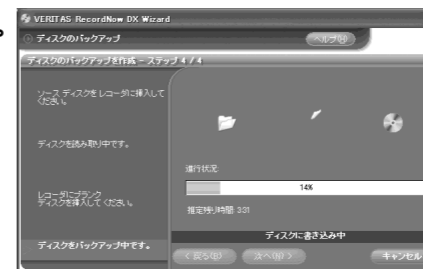 VERITAS RecordNow DX Wizard
ディスクのバックアップ
ヘルプ(H)
ディスクのバックアップを作成 - ステップ 4 / 4
ソース ディスクをレコーダに挿入して
ください。
ディスクを読み取り中です。
レコーダにブランク
ディスクを挿入してください。
ディスクをバックアップ中です。
進行状況
14%
推定残り時間: 3:31
ディスクに書き込み中
< 戻る(B)
次へ(N) >
キャンセル